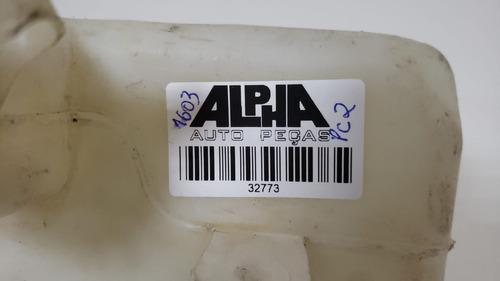 1603
ALPHA
AUTO PEÇAS
PC2
32773